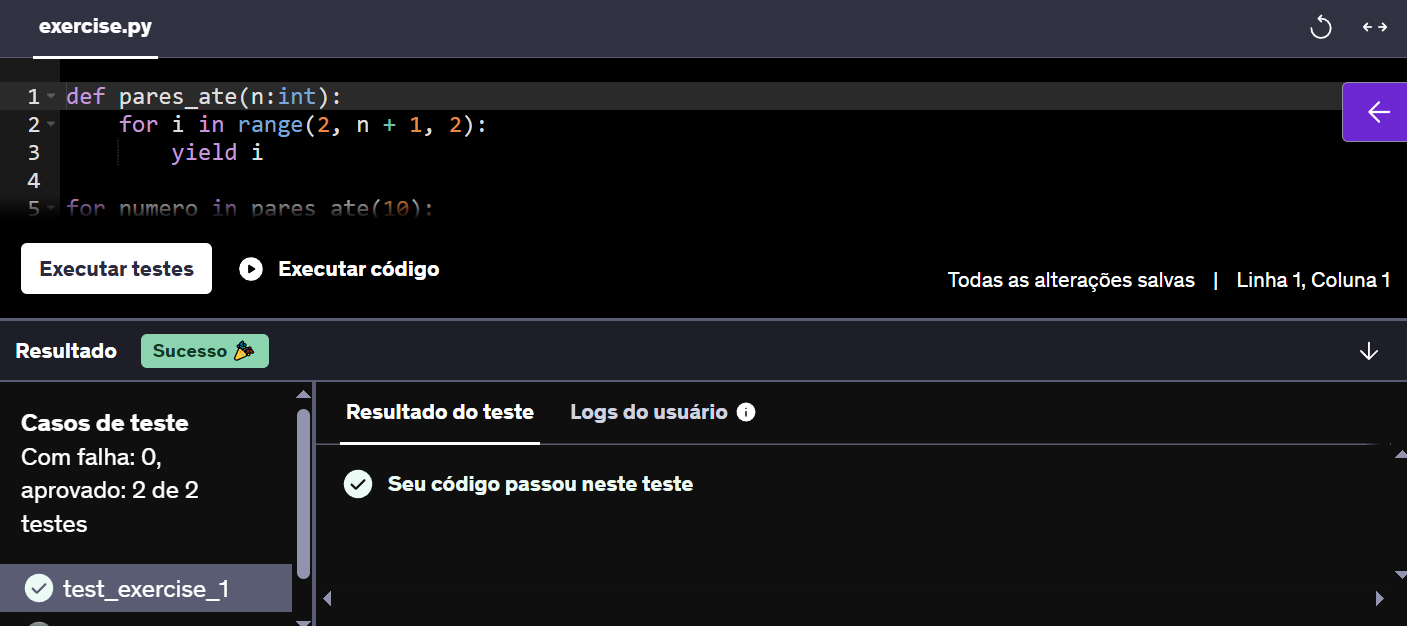 exercise.py
1 def pares_ate(n:int):
2     for i in range(2, n + 1, 2):
3         yield i
4
5 for numero in pares_ate(10):
Executar testes
Executar código
Todas as alterações salvas | Linha 1, Coluna 1
Resultado
Sucesso 🎉
Casos de teste
Com falha: 0,
aprovado: 2 de 2
testes
test_exercise_1
Resultado do teste
Logs do usuário
Seu código passou neste teste